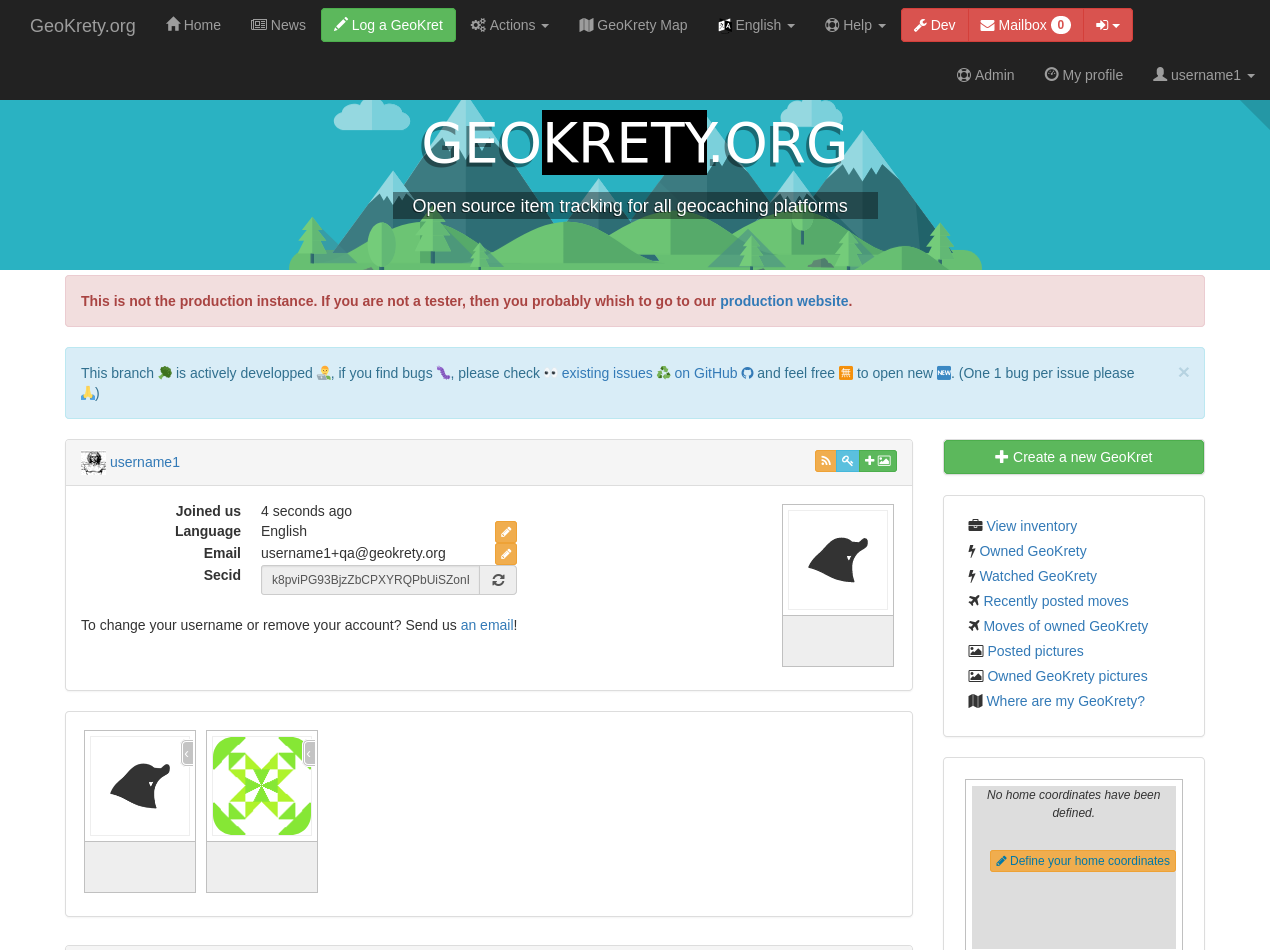 GeoKrety.org Home News Log a GeoKret Actions GeoKrety Map English Help Dev Mailbox 0
Admin My profile username1
GEOKRETY.ORG
Open source item tracking for all geocaching platforms
This is not the production instance. If you are not a tester, then you probably whish to go to our production website.
This branch 🌳 is actively developped 👨‍🔬, if you find bugs 🐛, please check 👀 existing issues ♻ on GitHub and feel free 🈚 to open new 🆕. (One 1 bug per issue please
🙏)
×
username1
Joined us 4 seconds ago
Language English
Email username1+qa@geokrety.org
Secid k8pviPG93BjzZbCPXYRQPbUiSZonI
To change your username or remove your account? Send us an email!
Create a new GeoKret
View inventory
Owned GeoKrety
Watched GeoKrety
Recently posted moves
Moves of owned GeoKrety
Posted pictures
Owned GeoKrety pictures
Where are my GeoKrety?
No home coordinates have been
defined.
Define your home coordinates